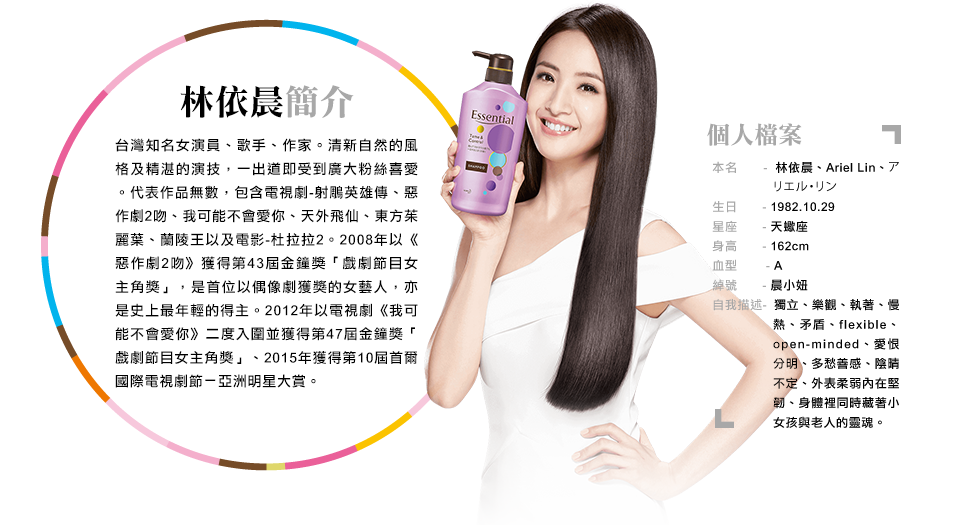 林依晨簡介
台灣知名女演員、歌手、作家。清新自然的風
格及精湛的演技，一出道即受到廣大粉絲喜愛
。代表作品無數，包含電視劇-射鵰英雄傳、惡
作劇2吻、我可能不會愛你、天外飛仙、東方茱
麗葉、蘭陵王以及電影-杜拉拉2。2008年以《
惡作劇2吻》獲得第43屆金鐘獎「戲劇節目女
主角獎」，是首位以偶像劇獲獎的女藝人，亦
是史上最年輕的得主。2012年以電視劇《我可
能不會愛你》二度入圍並獲得第47屆金鐘獎「
戲劇節目女主角獎」、2015年獲得第10屆首爾
國際電視劇節－亞洲明星大賞。
Essential
Tame &
Control
SHAMPOO
個人檔案
本名 - 林依晨、Ariel Lin、ア
リエル・リン
生日 - 1982.10.29
星座 - 天蠍座
身高 - 162cm
血型 - A
綽號 - 晨小妞
自我描述- 獨立、樂觀、執著、慢
熱、矛盾、flexible、
open-minded、愛恨
分明、多愁善感、陰晴
不定、外表柔弱內在堅
韌、身體裡同時藏著小
女孩與老人的靈魂。